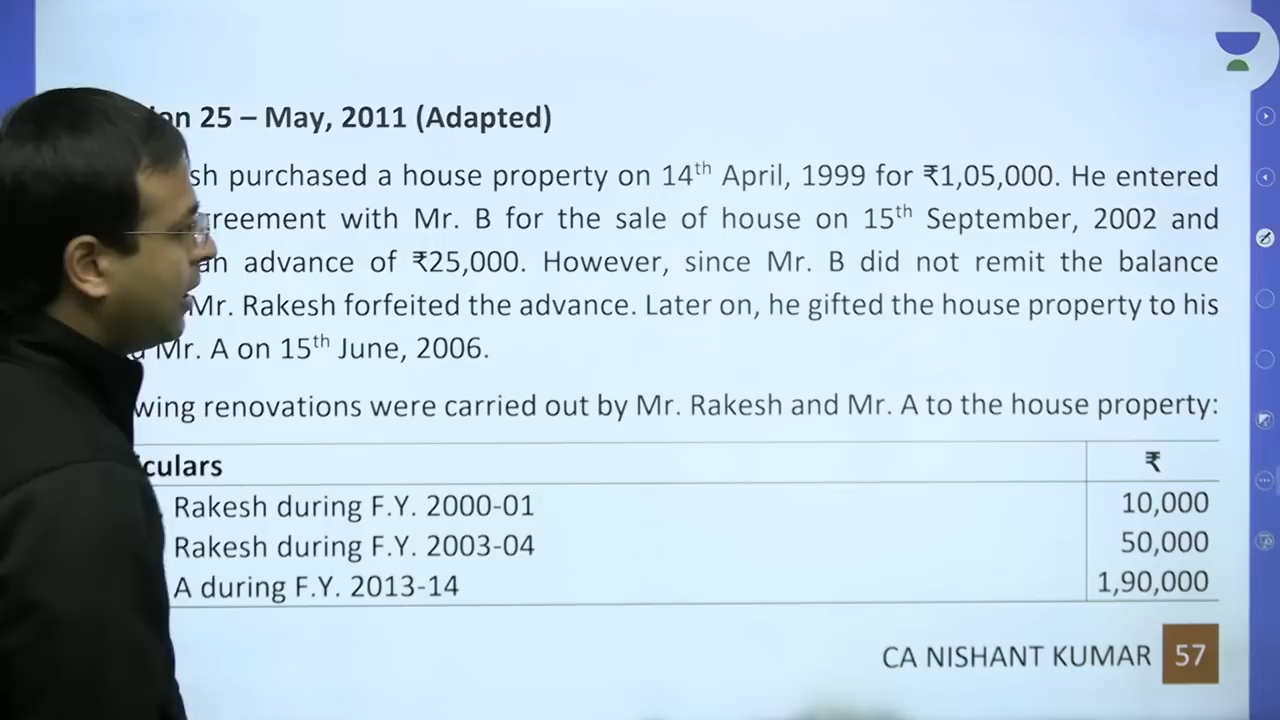 25 – May, 2011 (Adapted)
purchased a house property on 14th April, 1999 for ₹1,05,000. He entered
with Mr. B for the sale of house on 15th September, 2002 and
an advance of ₹25,000. However, since Mr. B did not remit the balance
Mr. Rakesh forfeited the advance. Later on, he gifted the house property to his
Mr. A on 15th June, 2006.
renovations were carried out by Mr. Rakesh and Mr. A to the house property:
₹
Rakesh during F.Y. 2000-01 10,000
Rakesh during F.Y. 2003-04 50,000
A during F.Y. 2013-14 1,90,000
CA NISHANT KUMAR 57